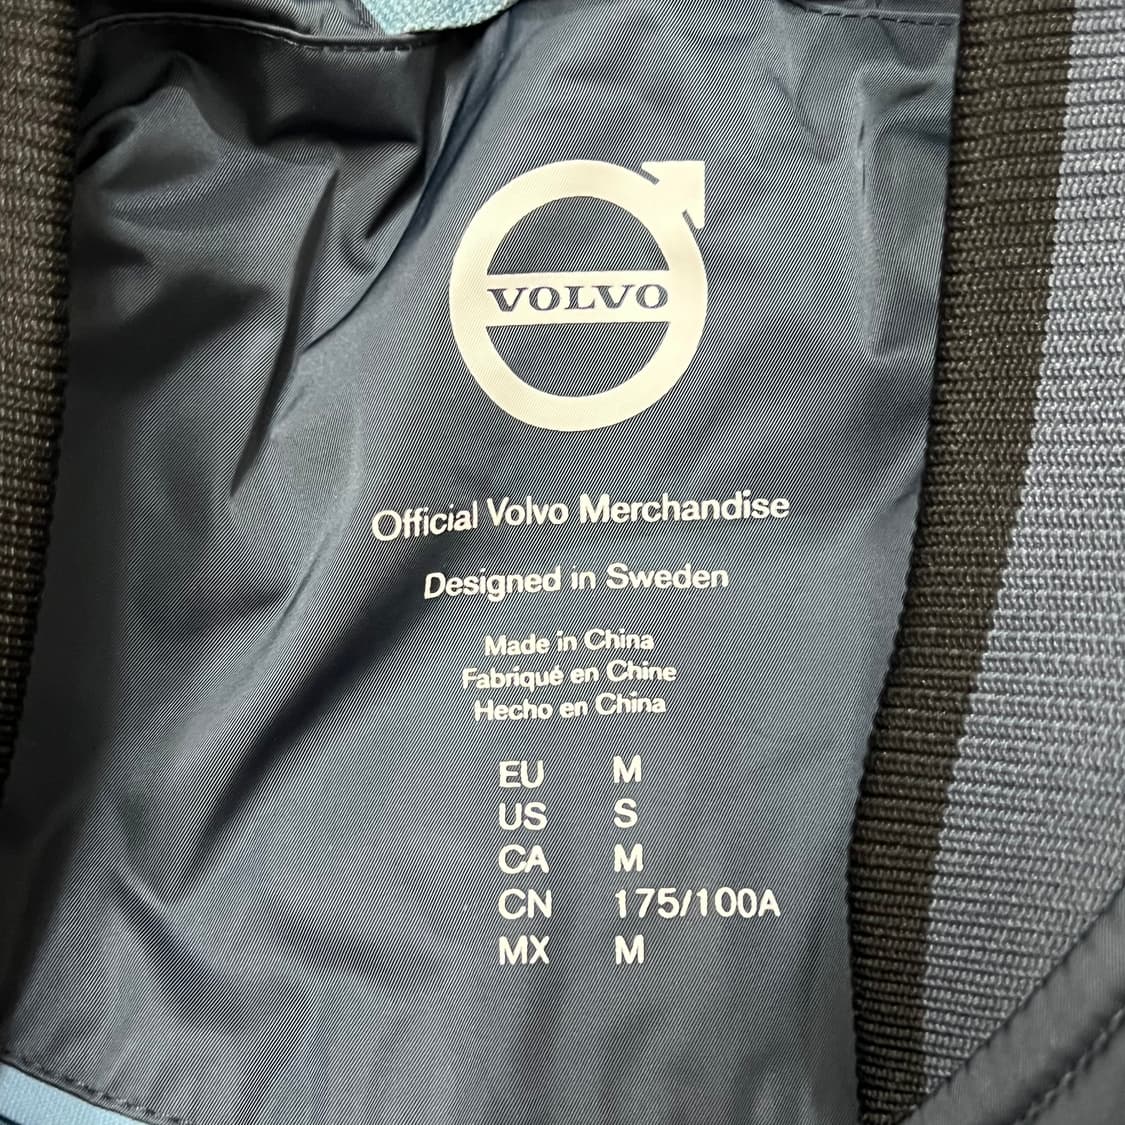 VOLVO
Official Volvo Merchandise
Designed in Sweden
Made in China
Fabriqué en Chine
Hecho en China
EU M
US S
CA M
CN 175/100A
MX M